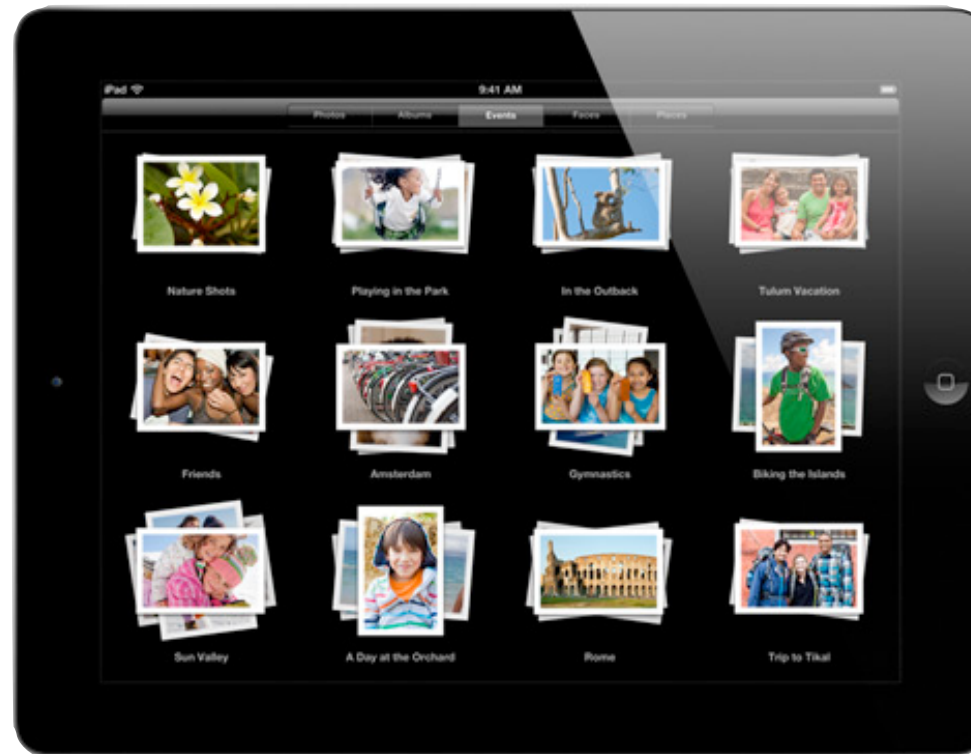 iPad 9:41 AM
Photos Albums Events Faces Places
Nature Shots Playing in the Park In the Outback Tulum Vacation
Friends Amsterdam Gymnastics Biking the Islands
Sun Valley A Day at the Orchard Rome Trip to Tikal